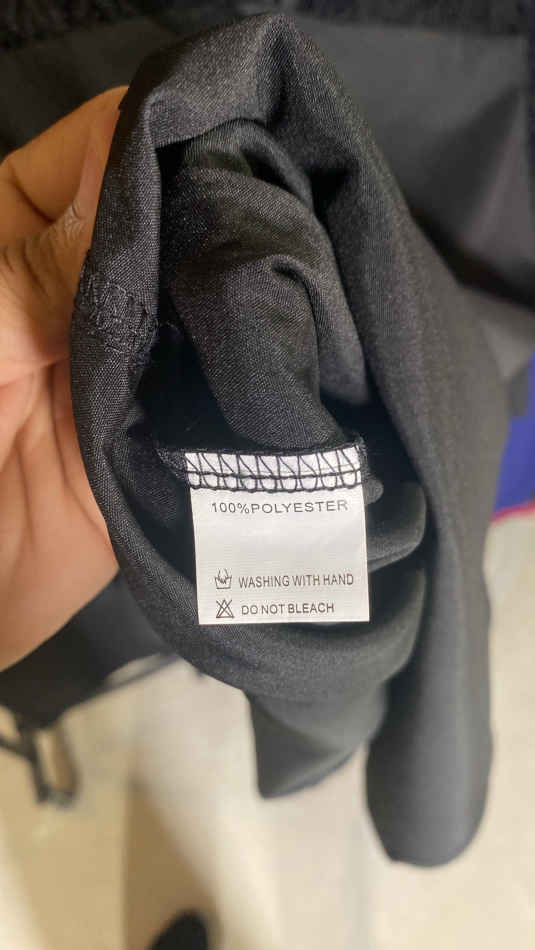 100%POLYESTER
WASHING WITH HAND
DO NOT BLEACH